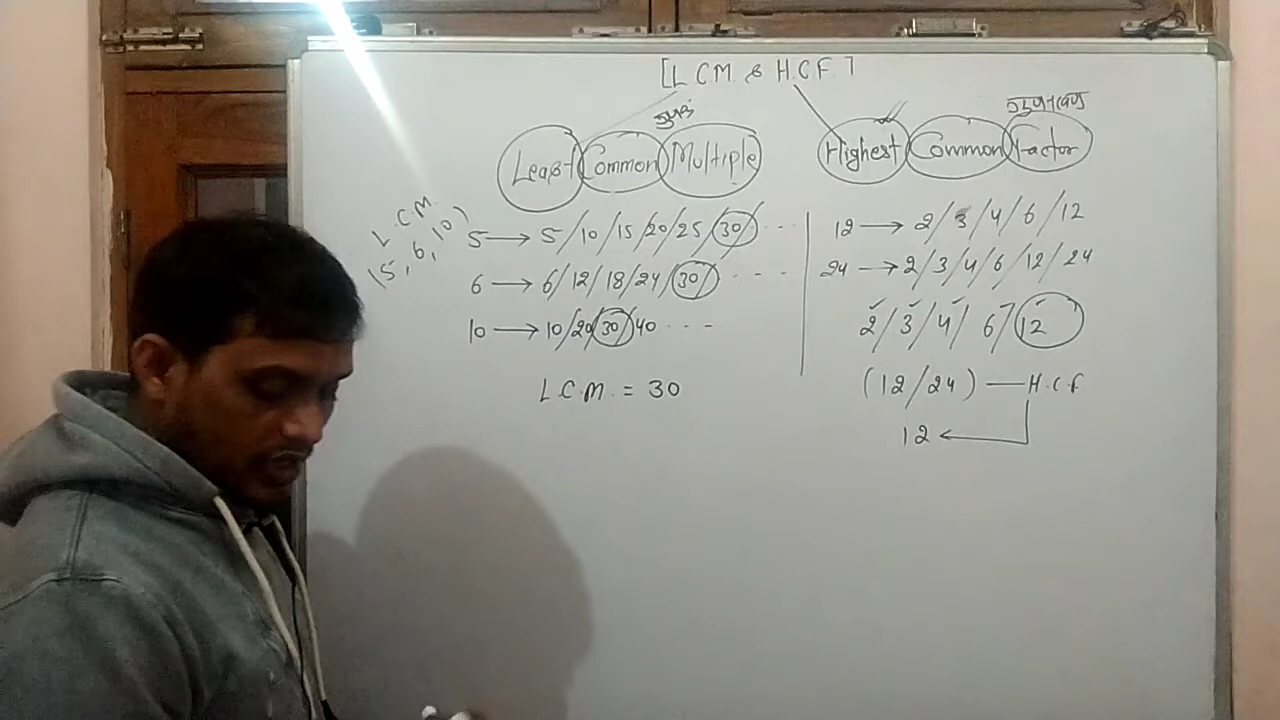 [L C M & H.C.F]
गुणज
गुणनखण्ड
Least Common Multiple
Highest Common Factor
L.C.M.
(5, 6, 10)
5 → 5/10/15/20/25/30/ ...
6 → 6/12/18/24/30/ ....
10 → 10/20/30/40 ...
L.C.M. = 30
12 → 2/3/4/6/12
24 → 2/3/4/6/12/24
2/3/4/6/12
(12/24) — H.C.F
12 ←